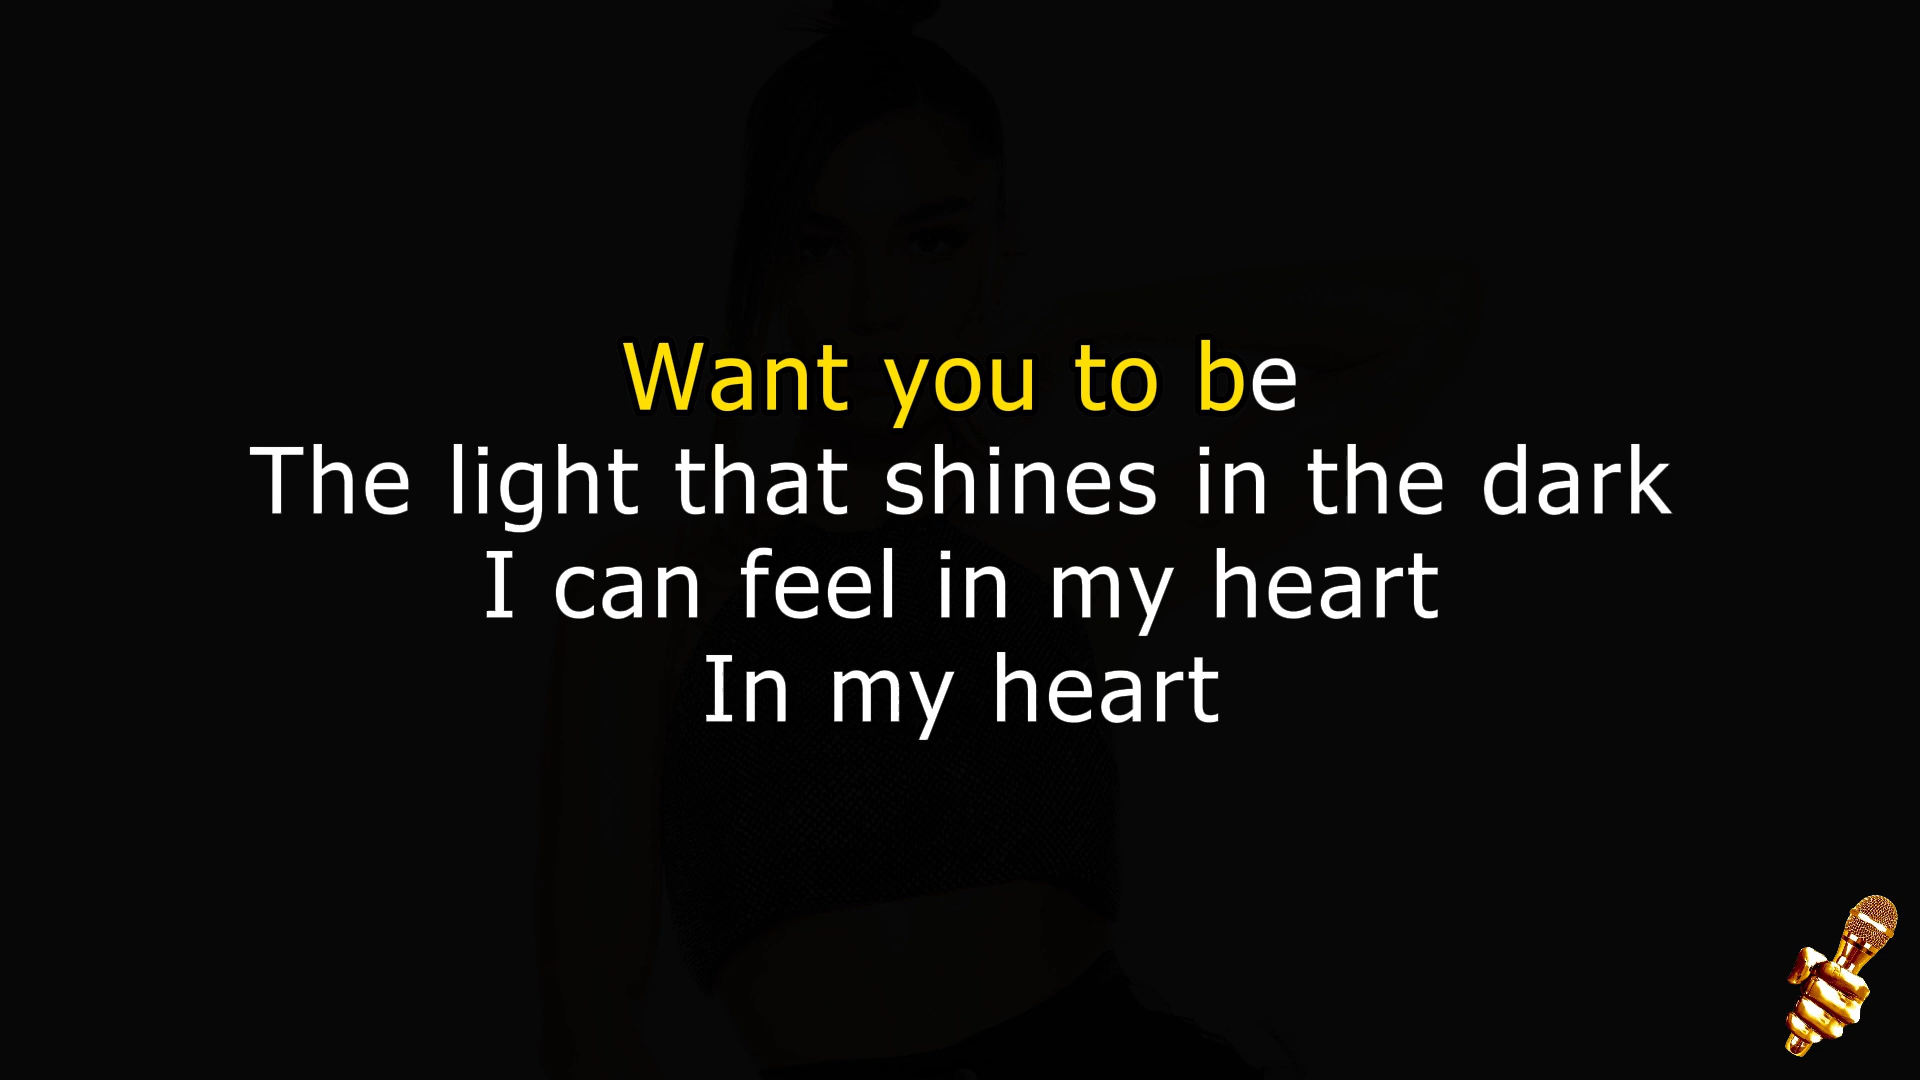 Want you to be
The light that shines in the dark
I can feel in my heart
In my heart